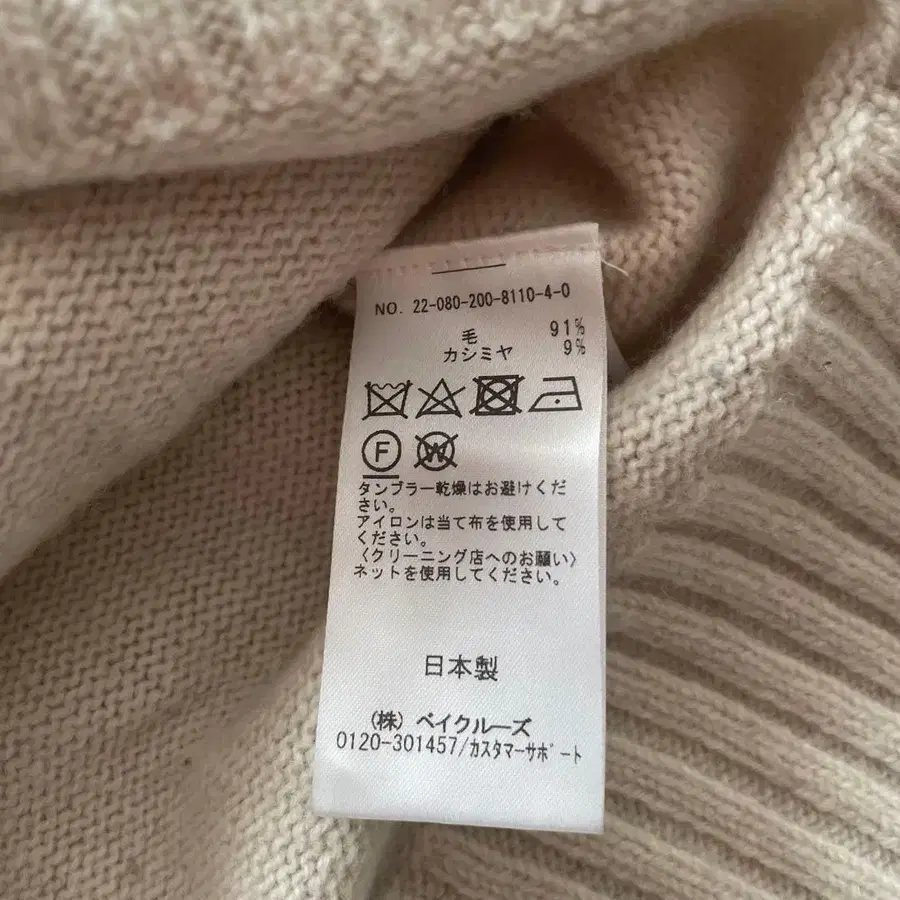 NO. 22-080-200-8110-4-0
毛 91%
カシミヤ 9%
F W
タンブラー乾燥はお避けくだ
さい。
アイロンは当て布を使用して
ください。
〈クリーニング店へのお願い〉
ネットを使用してください。
日本製
(株) ベイクルーズ
0120-301457/カスタマーサポート